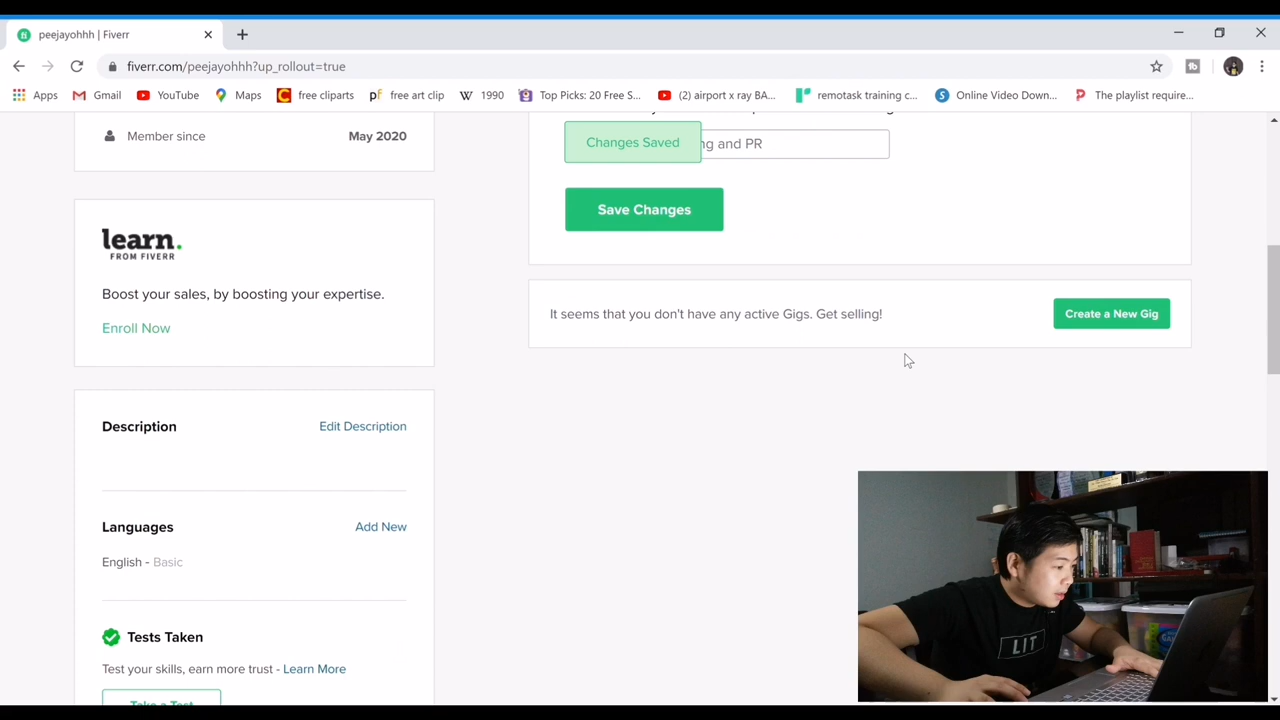 peejayohhh | Fiverr
fiverr.com/peejayohhh?up_rollout=true
Apps Gmail YouTube Maps free cliparts free art clip 1990 Top Picks: 20 Free S... (2) airport x ray BA... remotask training c... Online Video Down... The playlist require...
Member since May 2020
learn.
FROM FIVERR
Boost your sales, by boosting your expertise.
Enroll Now
Description Edit Description
Languages Add New
English - Basic
Tests Taken
Test your skills, earn more trust - Learn More
Take a Test
Changes Saved
ng and PR
Save Changes
It seems that you don't have any active Gigs. Get selling!
Create a New Gig
LIT